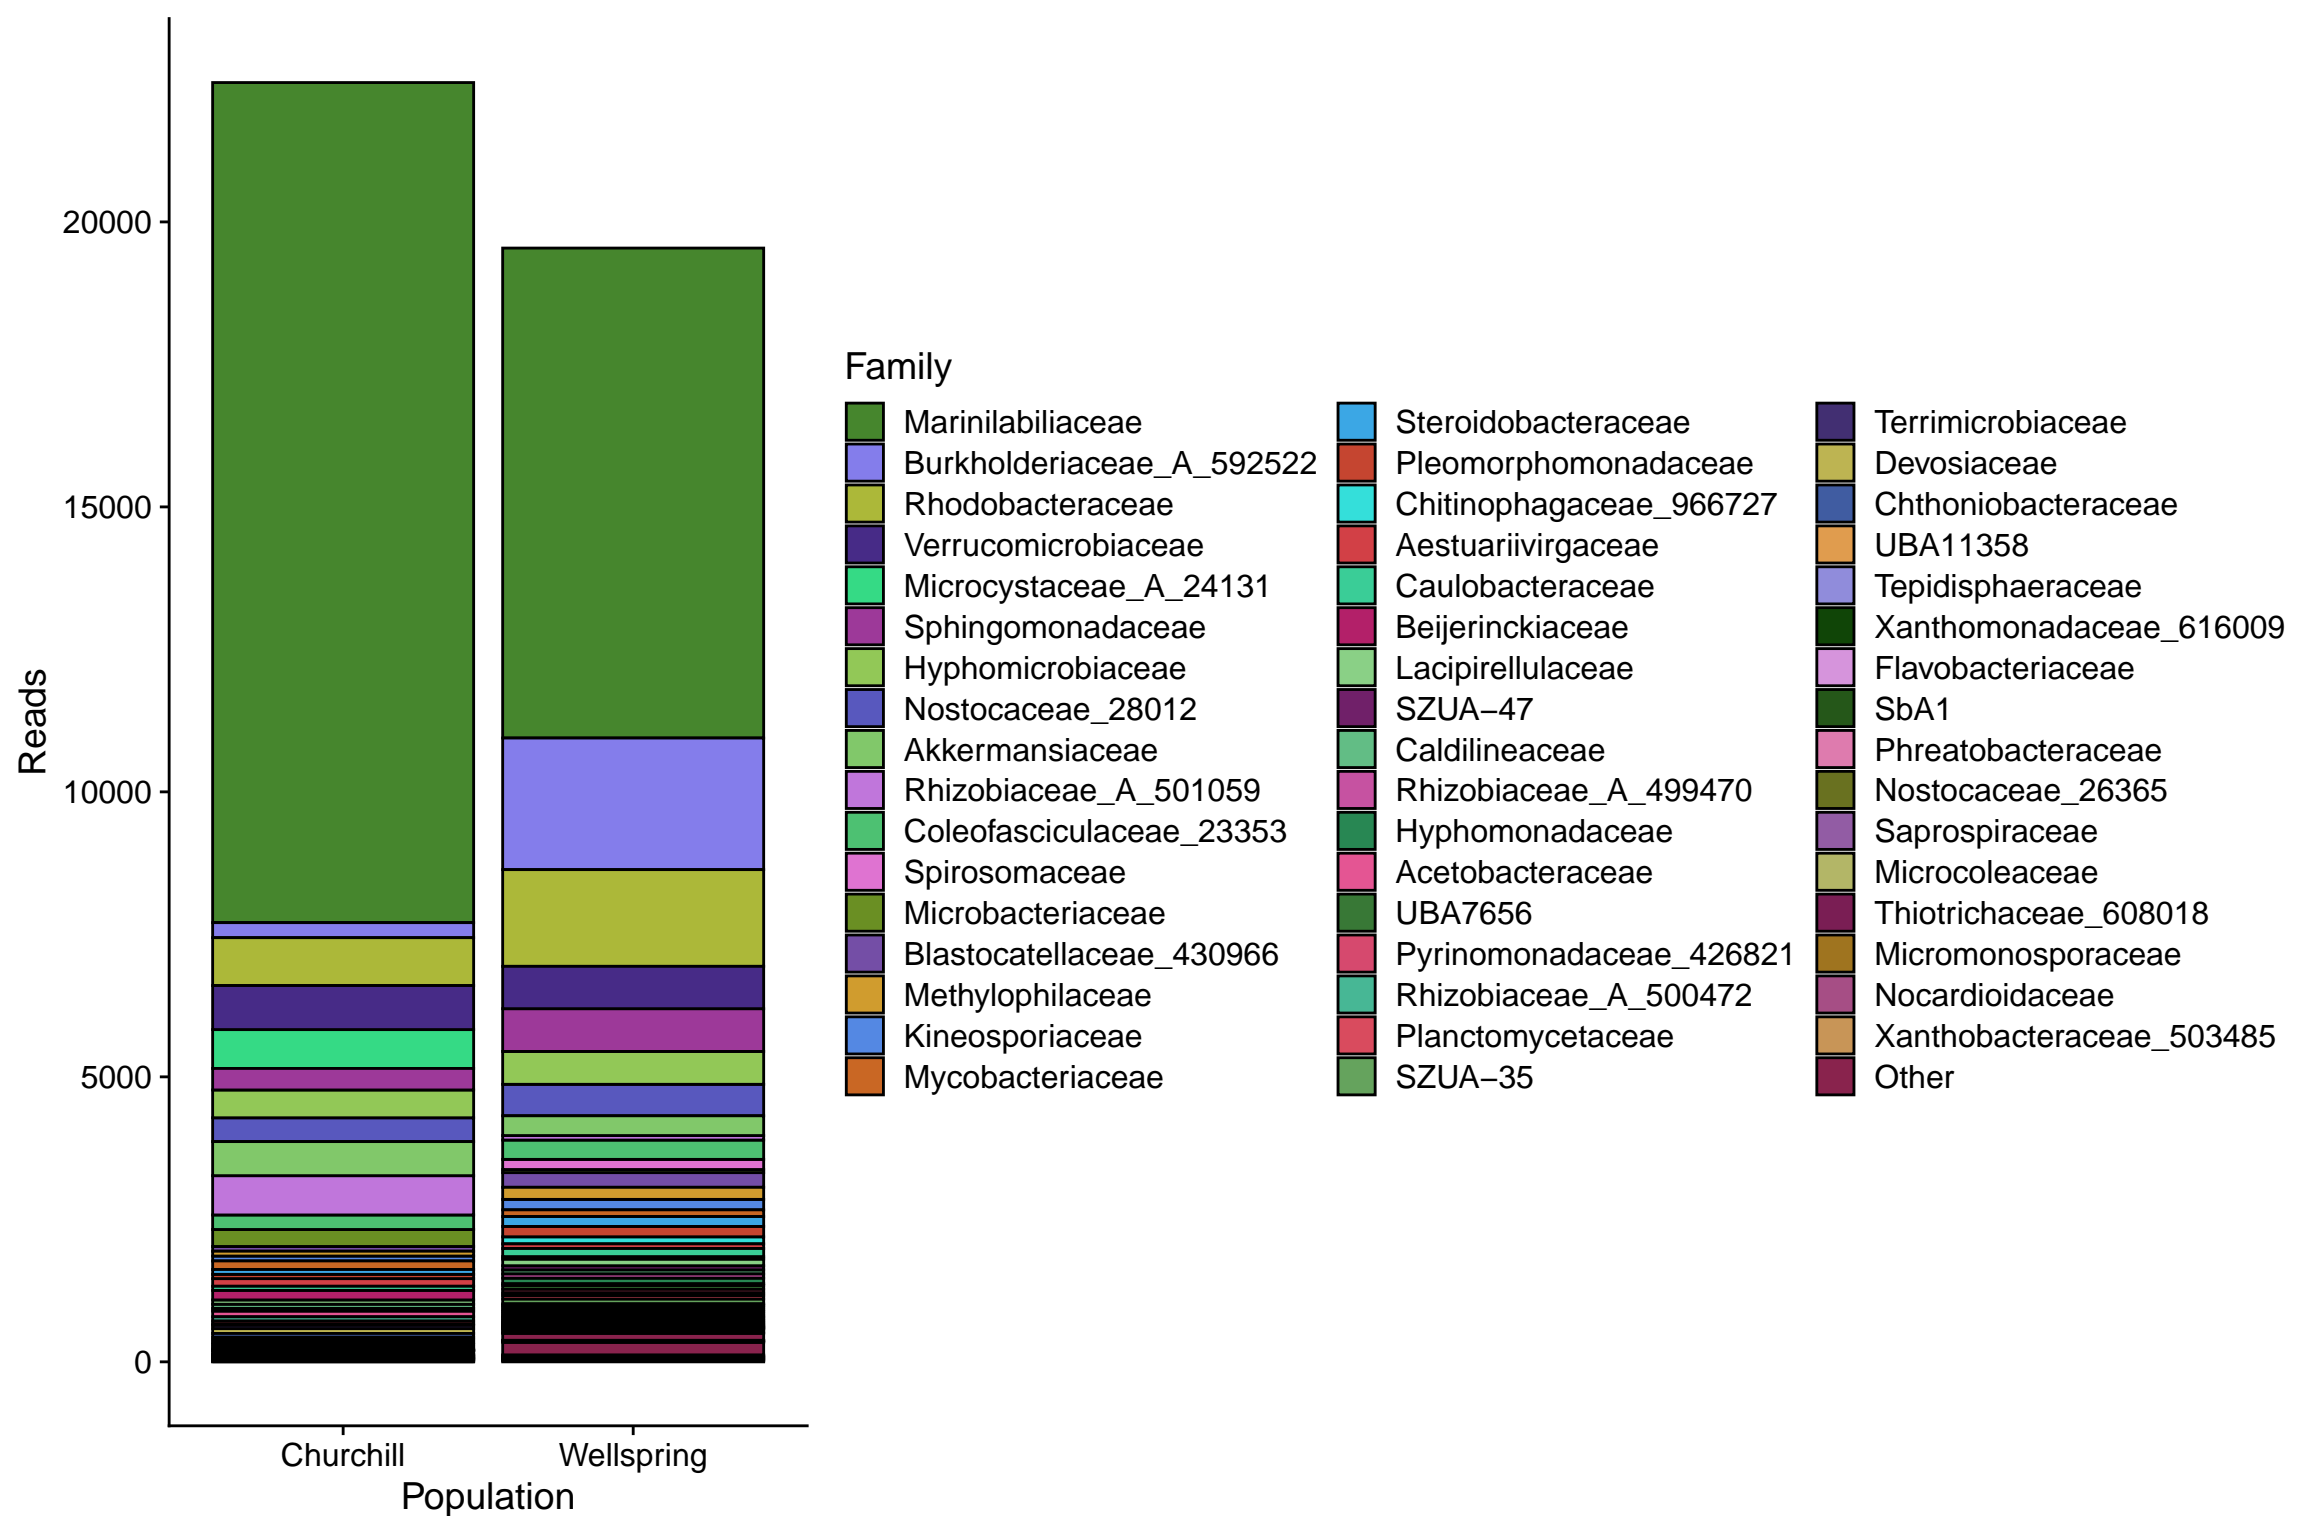 20000
15000
10000
5000
0
Reads
Churchill
Wellspring
Population
Family
Marinilabiliaceae
Burkholderiaceae_A_592522
Rhodobacteraceae
Verrucomicrobiaceae
Microcystaceae_A_24131
Sphingomonadaceae
Hyphomicrobiaceae
Nostocaceae_28012
Akkermansiaceae
Rhizobiaceae_A_501059
Coleofasciculaceae_23353
Spirosomaceae
Microbacteriaceae
Blastocatellaceae_430966
Methylophilaceae
Kineosporiaceae
Mycobacteriaceae
Steroidobacteraceae
Pleomorphomonadaceae
Chitinophagaceae_966727
Aestuariivirgaceae
Caulobacteraceae
Beijerinckiaceae
Lacipirellulaceae
SZUA−47
Caldilineaceae
Rhizobiaceae_A_499470
Hyphomonadaceae
Acetobacteraceae
UBA7656
Pyrinomonadaceae_426821
Rhizobiaceae_A_500472
Planctomycetaceae
SZUA−35
Terrimicrobiaceae
Devosiaceae
Chthoniobacteraceae
UBA11358
Tepidisphaeraceae
Xanthomonadaceae_616009
Flavobacteriaceae
SbA1
Phreatobacteraceae
Nostocaceae_26365
Saprospiraceae
Microcoleaceae
Thiotrichaceae_608018
Micromonosporaceae
Nocardioidaceae
Xanthobacteraceae_503485
Other